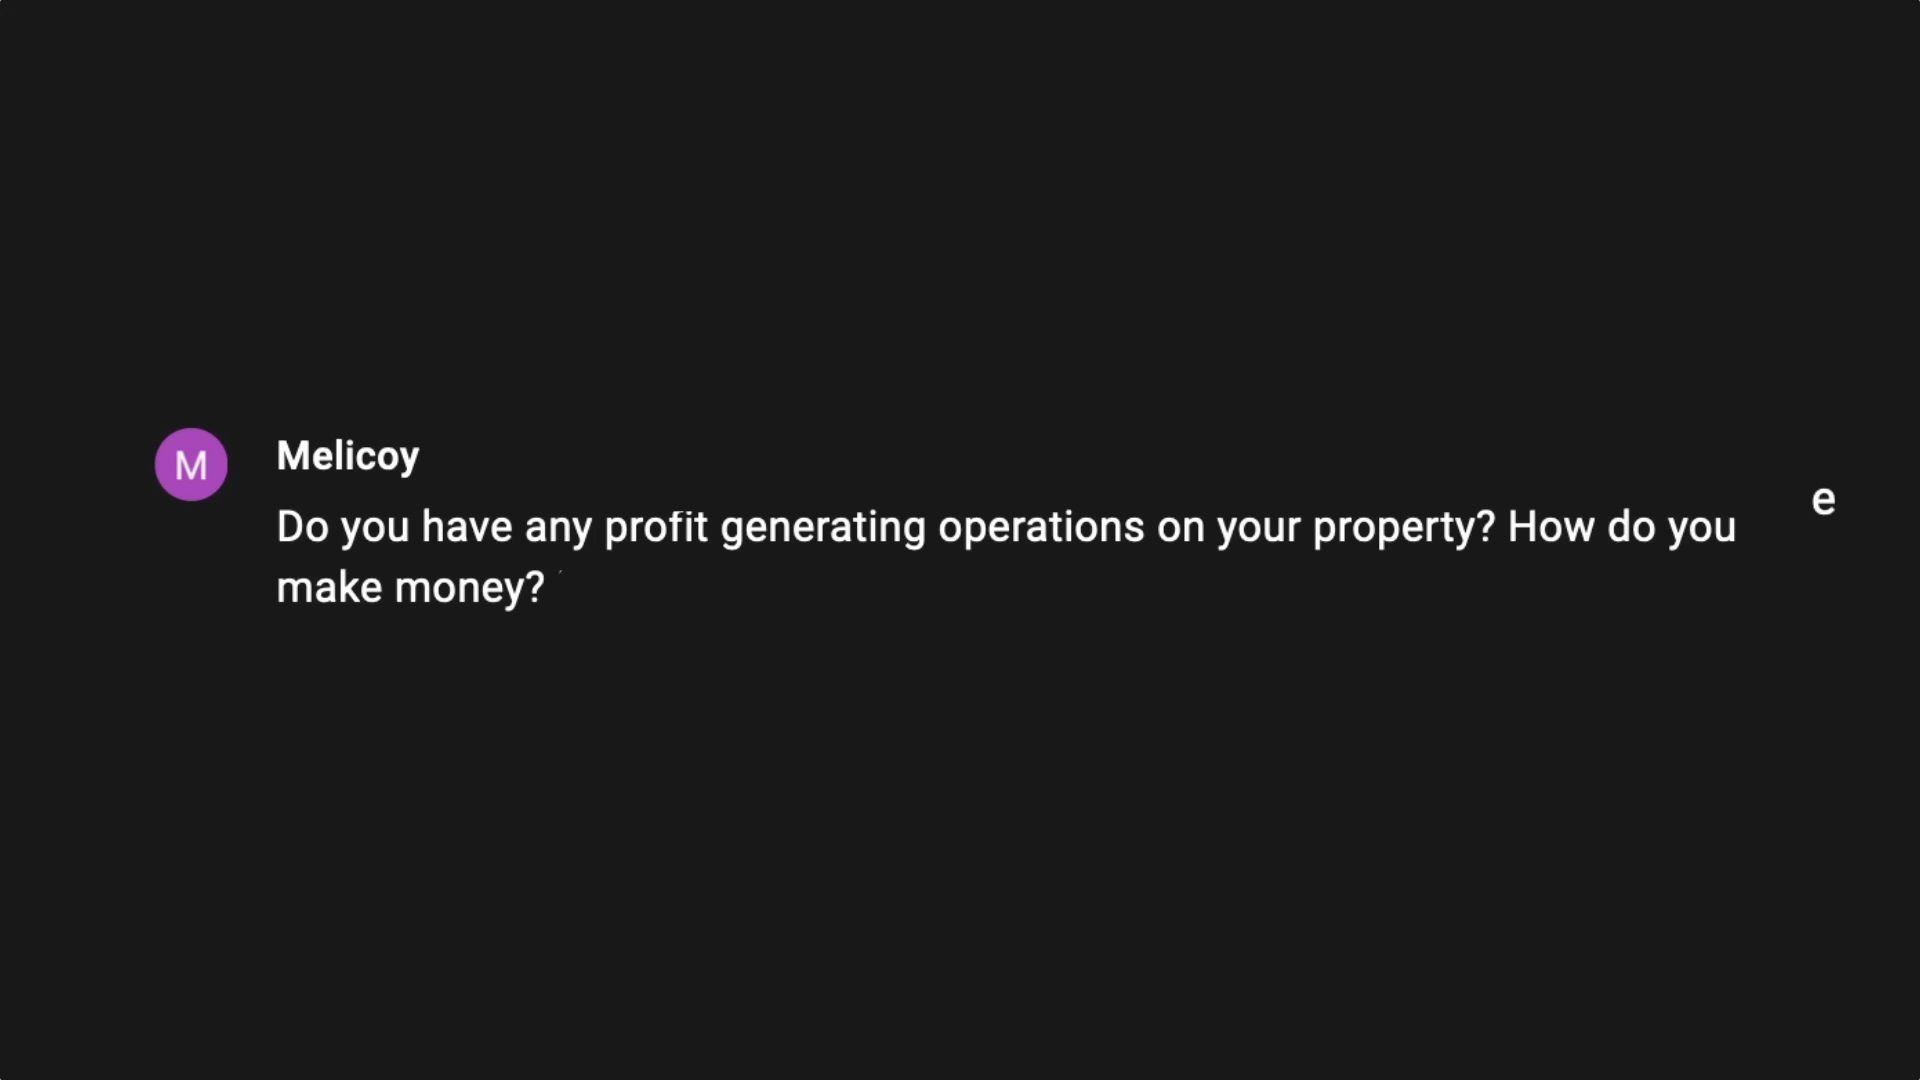 M
Melicoy
Do you have any profit generating operations on your property? How do you
make money?
e